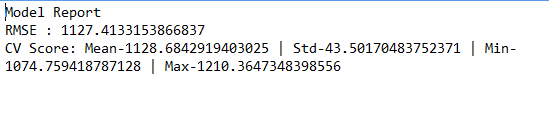 Model Report
RMSE : 1127.4133153866837
CV Score: Mean-1128.6842919403025 | Std-43.50170483752371 | Min-
1074.759418787128 | Max-1210.3647348398556